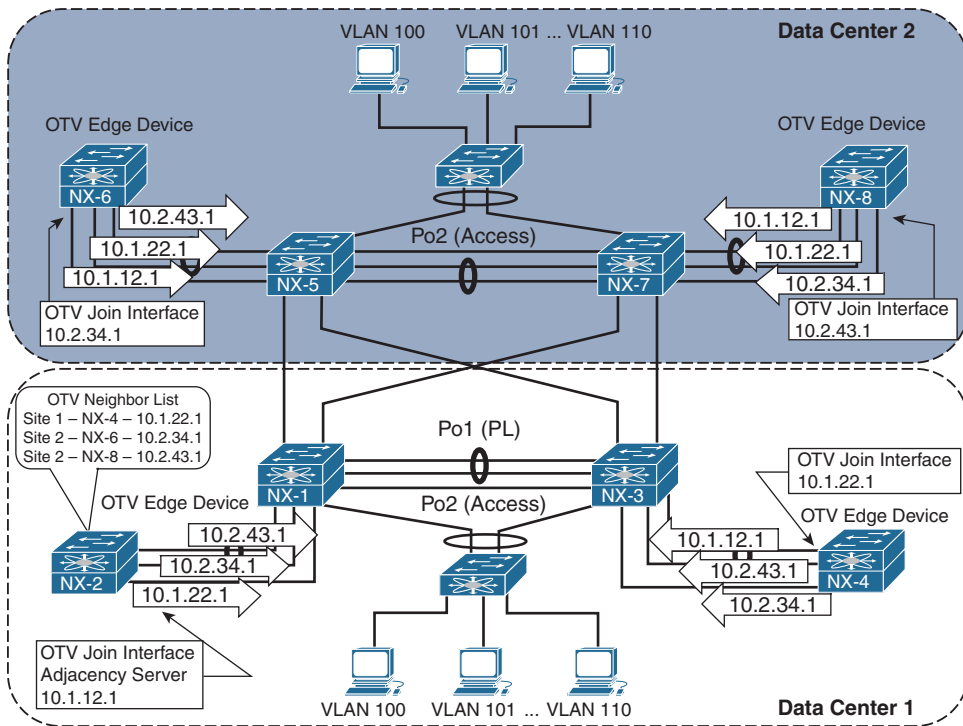 VLAN 100
VLAN 101 ... VLAN 110
Data Center 2
OTV Edge Device
OTV Edge Device
NX-6
NX-8
10.2.43.1
10.1.12.1
10.1.22.1
Po2 (Access)
10.1.22.1
10.1.12.1
NX-5
NX-7
10.2.34.1
OTV Join Interface
10.2.34.1
OTV Join Interface
10.2.43.1
OTV Neighbor List
Site 1 – NX-4 – 10.1.22.1
Site 2 – NX-6 – 10.2.34.1
Site 2 – NX-8 – 10.2.43.1
Po1 (PL)
OTV Join Interface
10.1.22.1
NX-1
NX-3
OTV Edge Device
Po2 (Access)
OTV Edge Device
10.2.43.1
10.1.12.1
NX-2
10.2.34.1
10.2.43.1
NX-4
10.1.22.1
10.2.34.1
OTV Join Interface
Adjacency Server
10.1.12.1
VLAN 100
VLAN 101 ... VLAN 110
Data Center 1